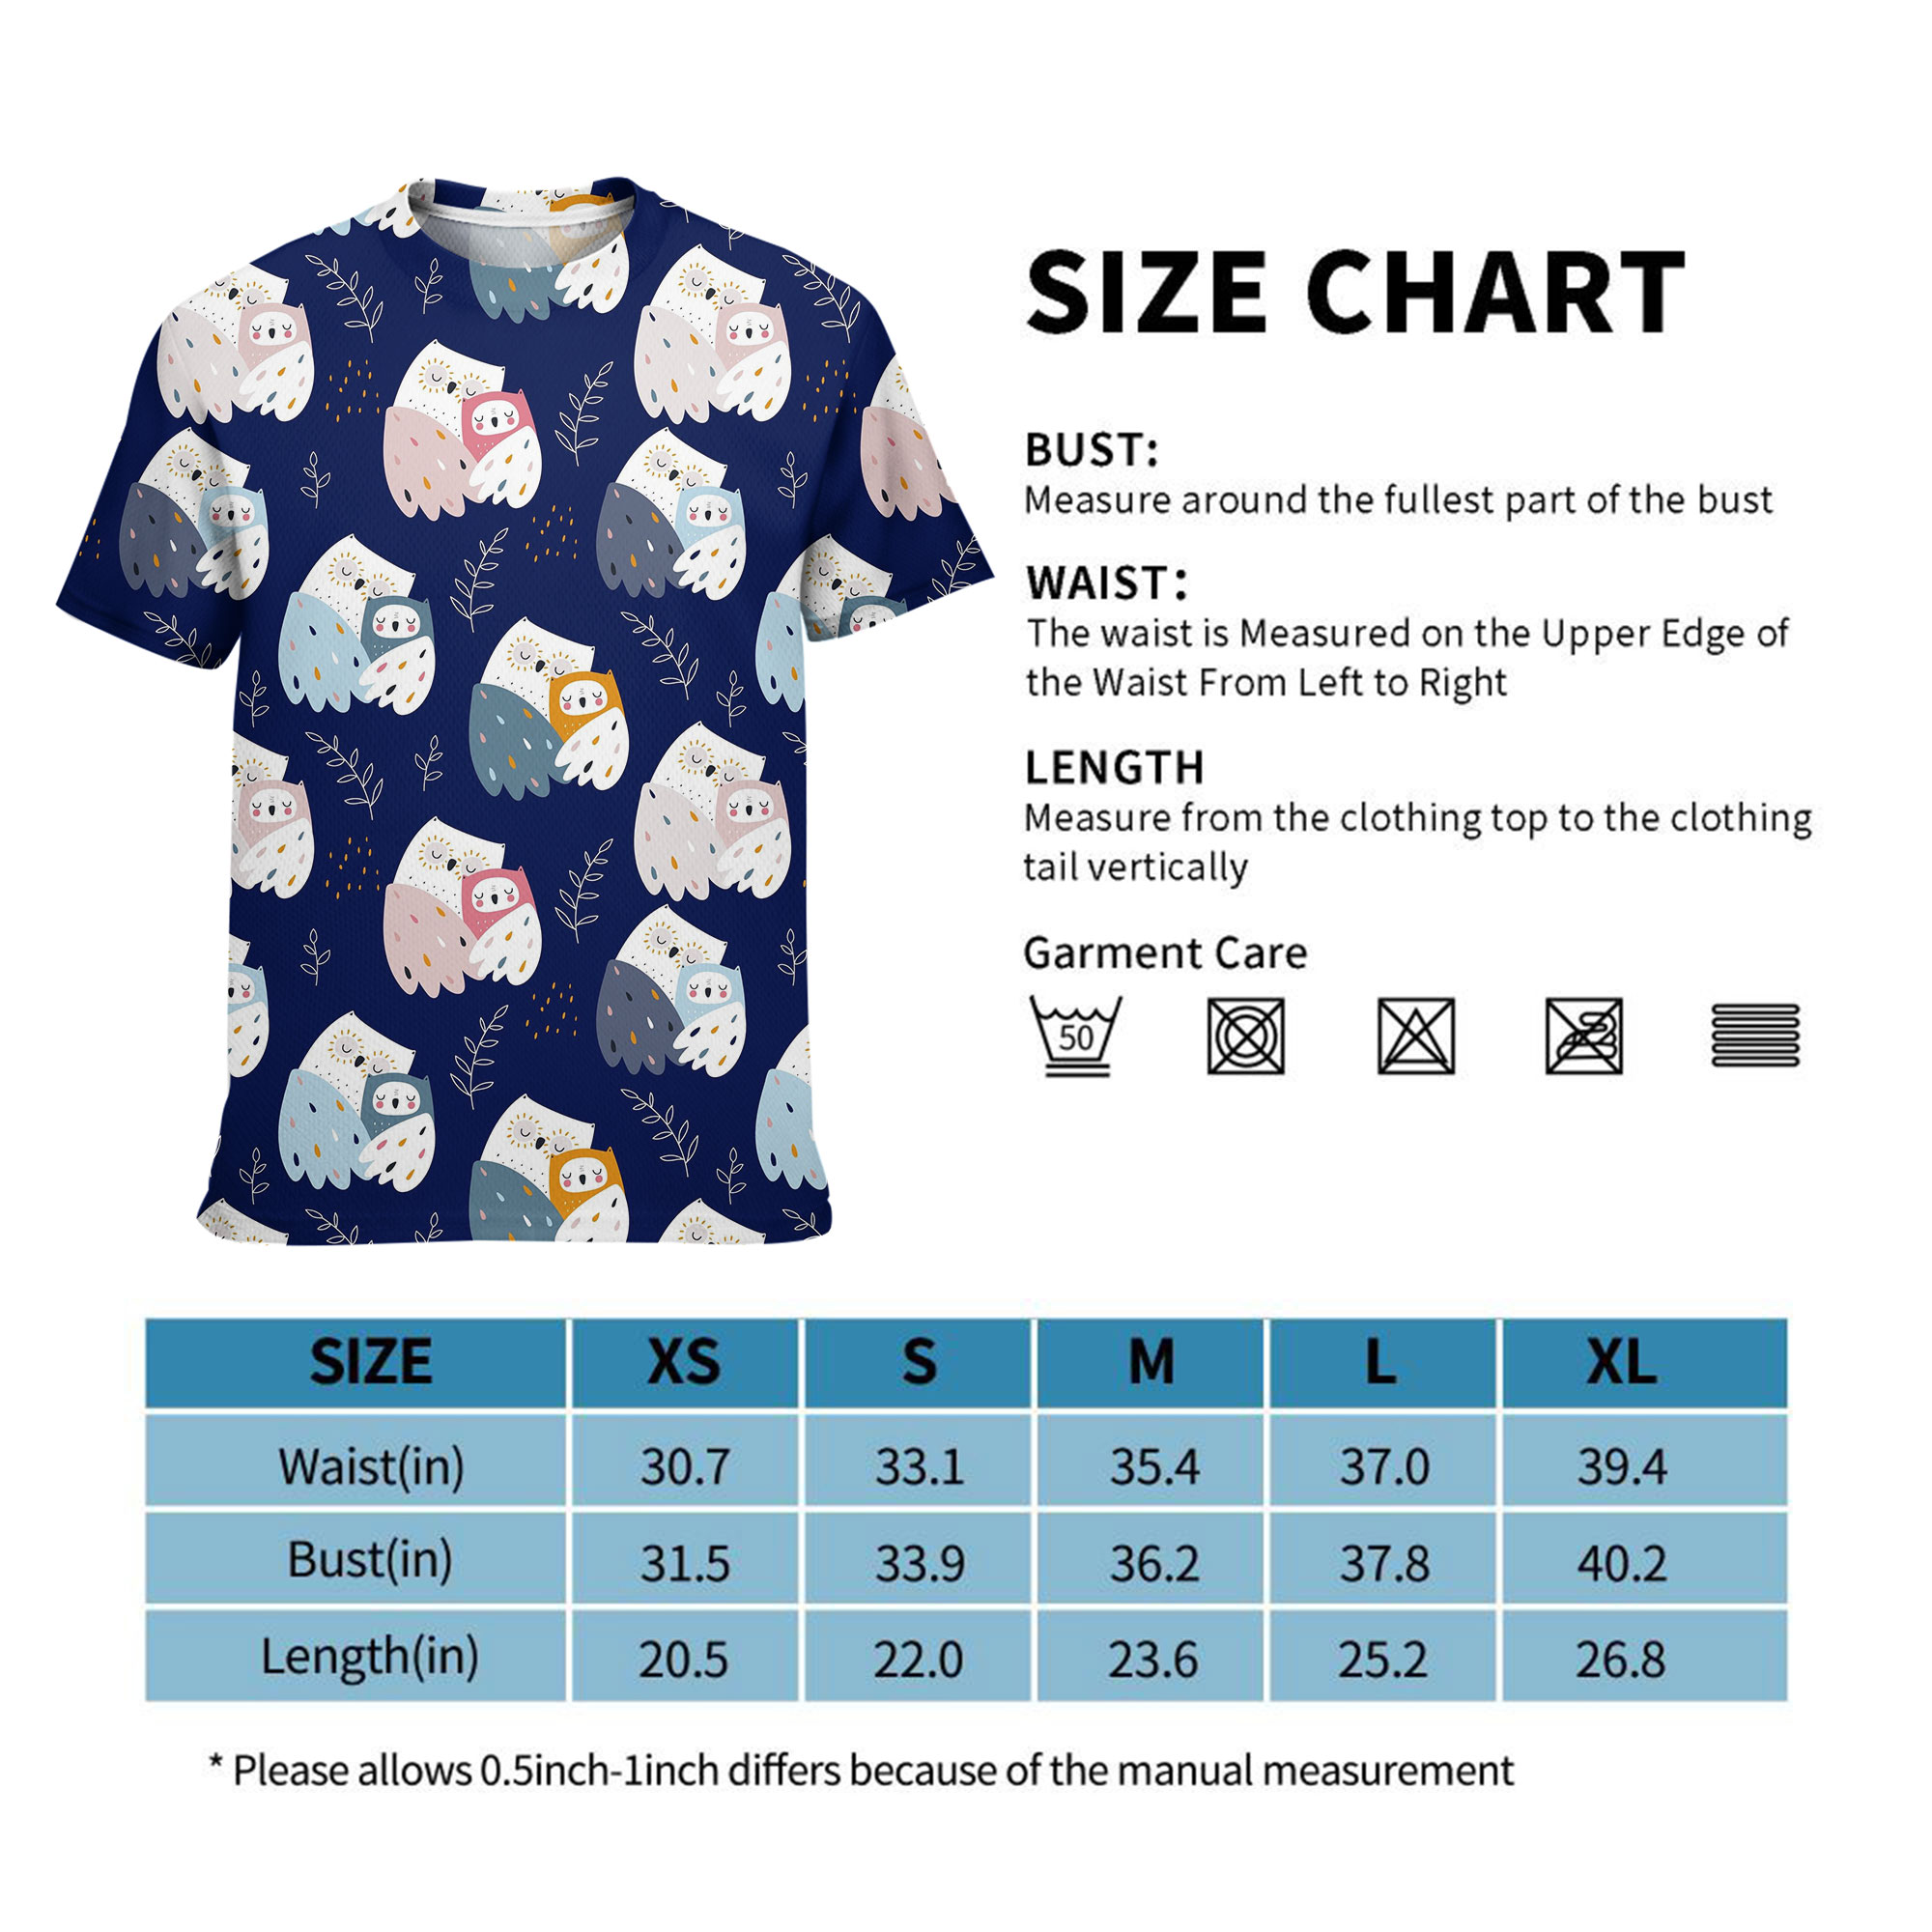 SIZE CHART
BUST:
Measure around the fullest part of the bust
WAIST:
The waist is Measured on the Upper Edge of
the Waist From Left to Right
LENGTH
Measure from the clothing top to the clothing
tail vertically
Garment Care
50
SIZE XS S M L XL
Waist(in) 30.7 33.1 35.4 37.0 39.4
Bust(in) 31.5 33.9 36.2 37.8 40.2
Length(in) 20.5 22.0 23.6 25.2 26.8
* Please allows 0.5inch-1inch differs because of the manual measurement